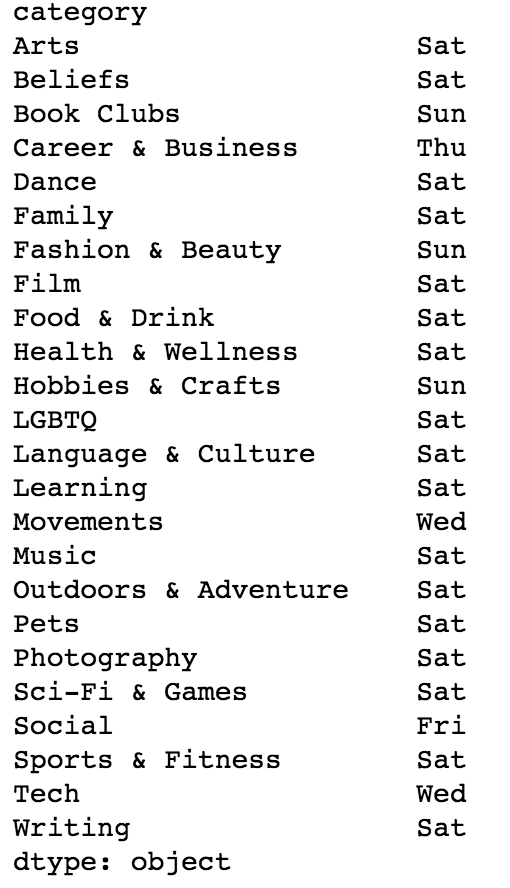 category
Arts Sat
Beliefs Sat
Book Clubs Sun
Career & Business Thu
Dance Sat
Family Sat
Fashion & Beauty Sun
Film Sat
Food & Drink Sat
Health & Wellness Sat
Hobbies & Crafts Sun
LGBTQ Sat
Language & Culture Sat
Learning Sat
Movements Wed
Music Sat
Outdoors & Adventure Sat
Pets Sat
Photography Sat
Sci-Fi & Games Sat
Social Fri
Sports & Fitness Sat
Tech Wed
Writing Sat
dtype: object